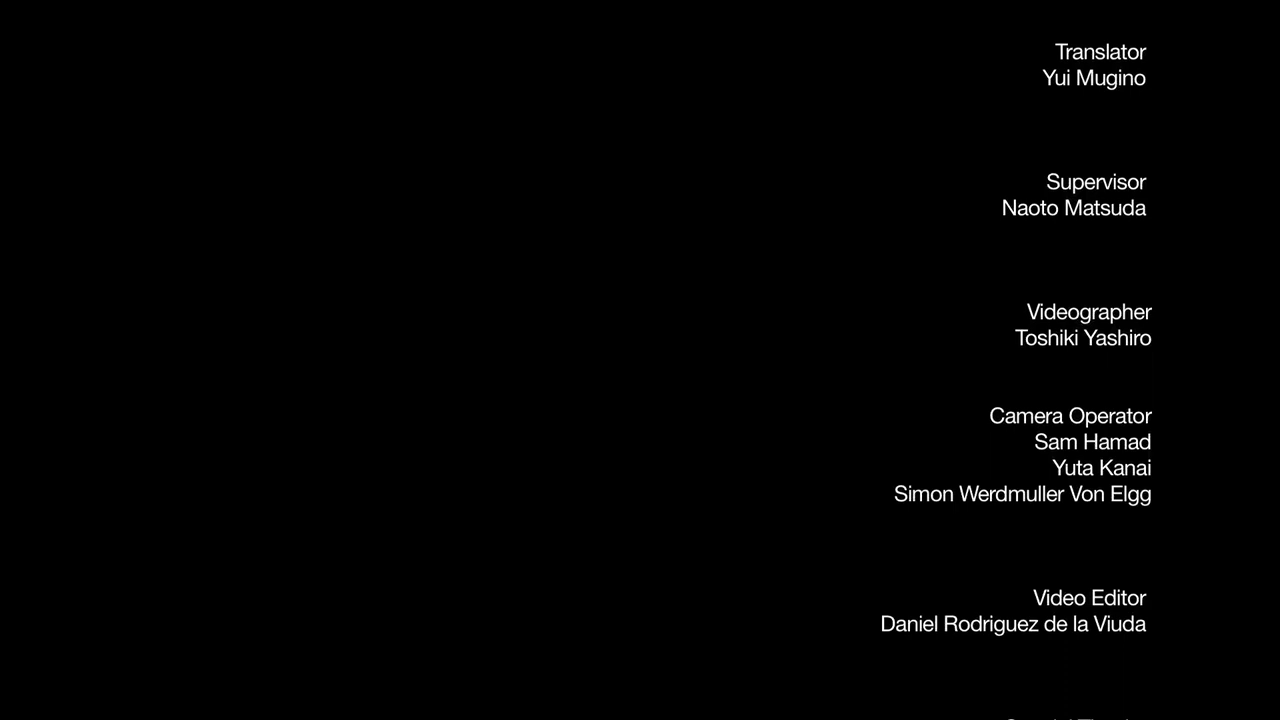 Translator
Yui Mugino
Supervisor
Naoto Matsuda
Videographer
Toshiki Yashiro
Camera Operator
Sam Hamad
Yuta Kanai
Simon Werdmuller Von Elgg
Video Editor
Daniel Rodriguez de la Viuda